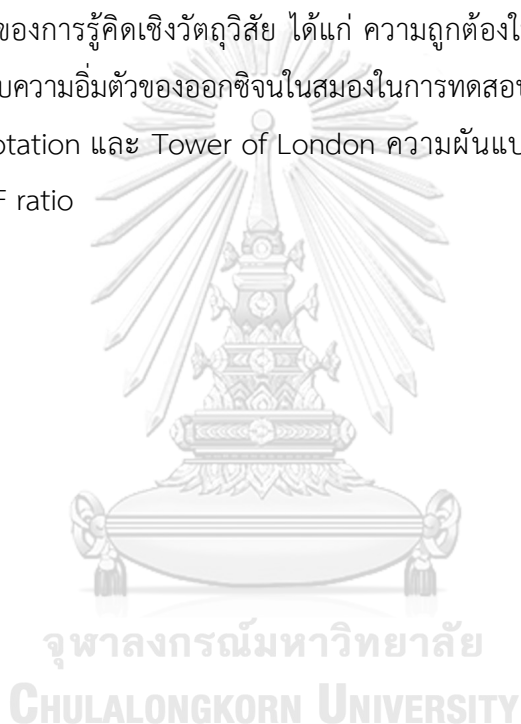 ของการรู้คิดเชิงวัตถุวิสัย ได้แก่ ความถูกต้องใ
บความอิ่มตัวของออกซิเจนในสมองในการทดสอบ
otation และ Tower of London ความผันแป
F ratio
จุฬาลงกรณ์มหาวิทยาลัย
CHULALONGKORN UNIVERSITY